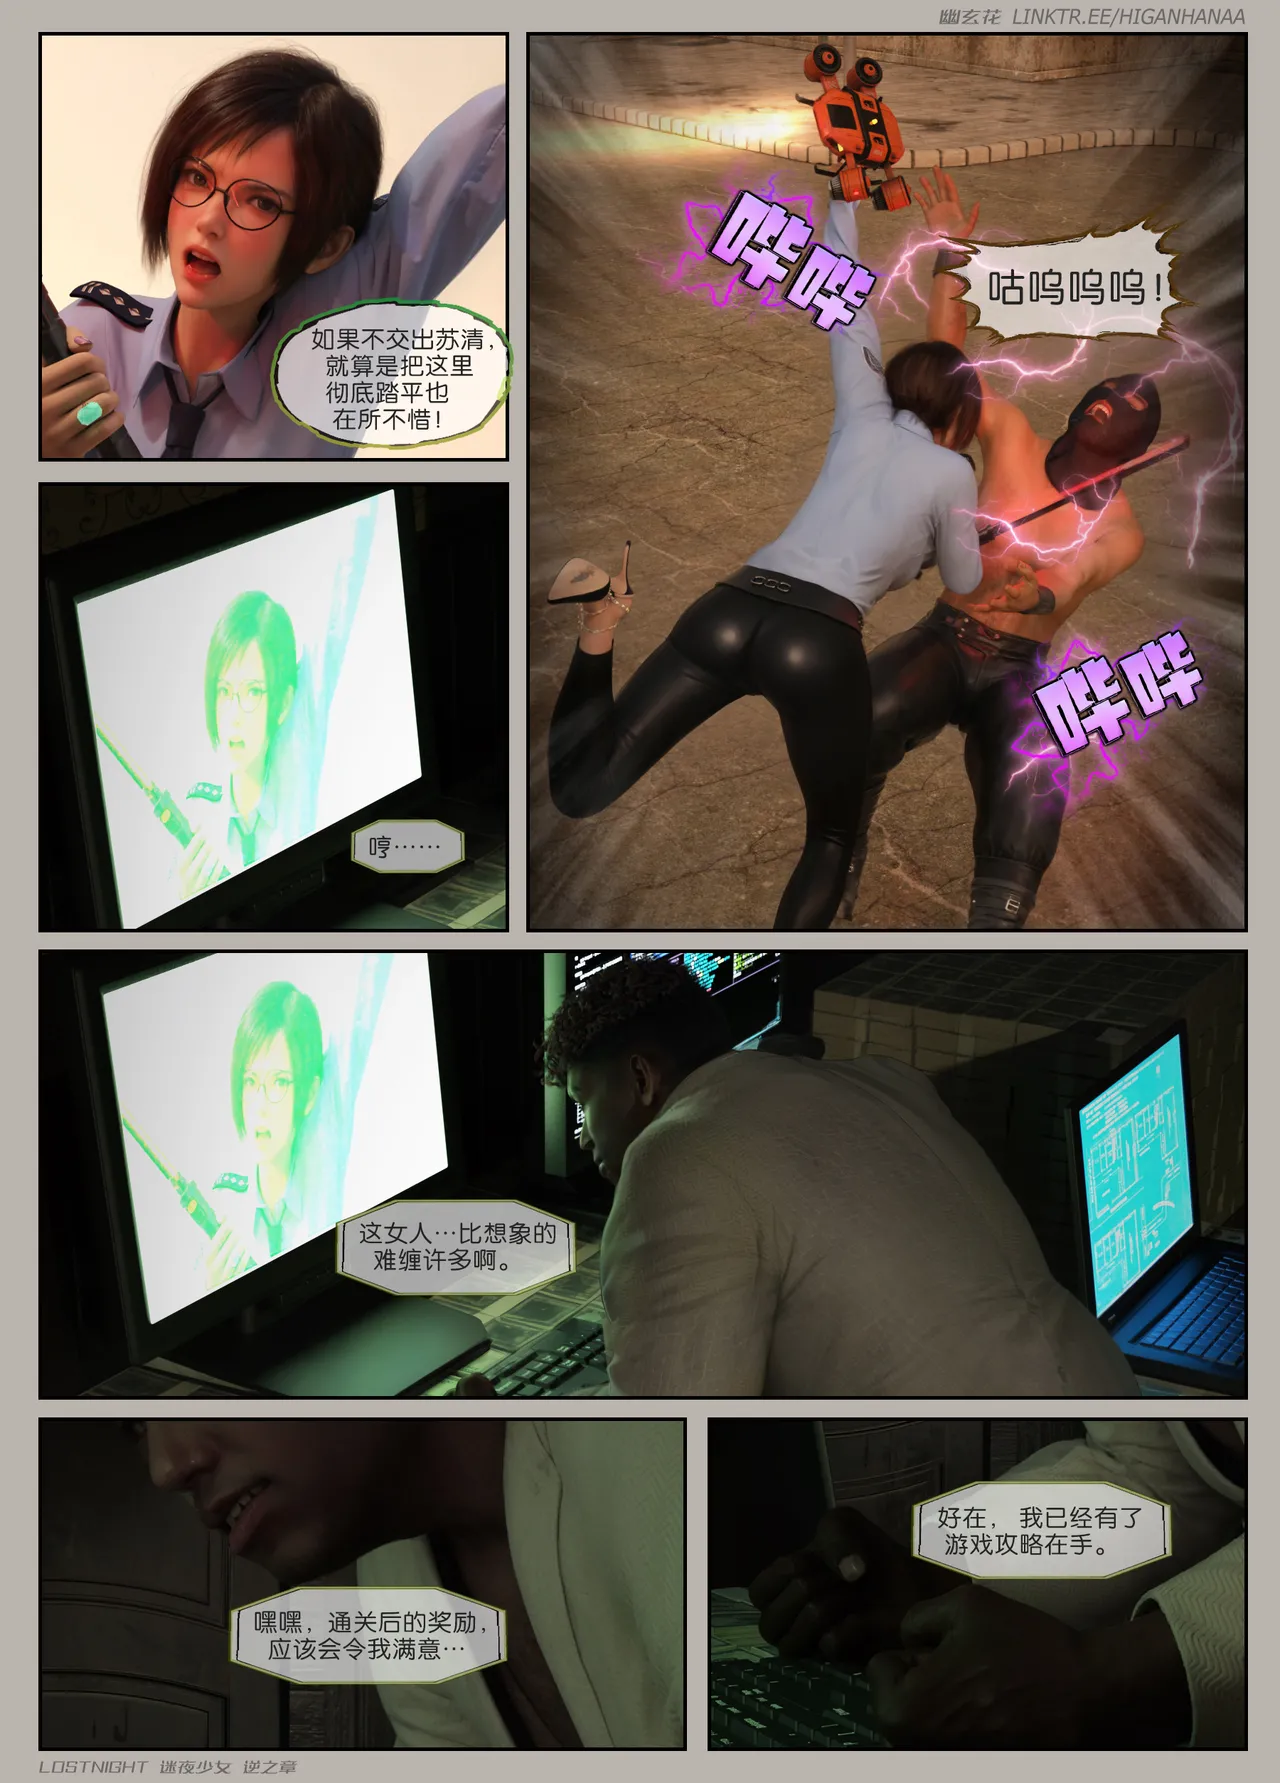 幽玄花 LINKTR.EE/HIGANHANAA
如果不交出苏清，
就算是把这里
彻底踏平也
在所不惜！
哔哔
咕呜呜呜！
哔哔
哼……
这女人…比想象的
难缠许多啊。
嘿嘿，通关后的奖励，
应该会令我满意…
好在， 我已经有了
游戏攻略在手。
LOSTNIGHT 迷夜少女 逆之章